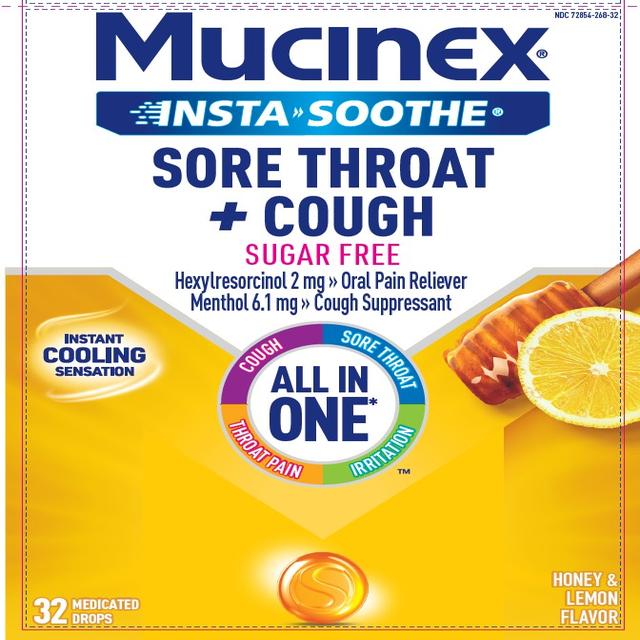 NDC 72854-268-32
Mucinex®
INSTA»SOOTHE®
SORE THROAT
+ COUGH
SUGAR FREE
Hexylresorcinol 2 mg » Oral Pain Reliever
Menthol 6.1 mg » Cough Suppressant
INSTANT
COOLING
SENSATION
COUGH
SORE THROAT
ALL IN
ONE*
THROAT PAIN
IRRITATION
TM
32 MEDICATED
DROPS
HONEY &
LEMON
FLAVOR